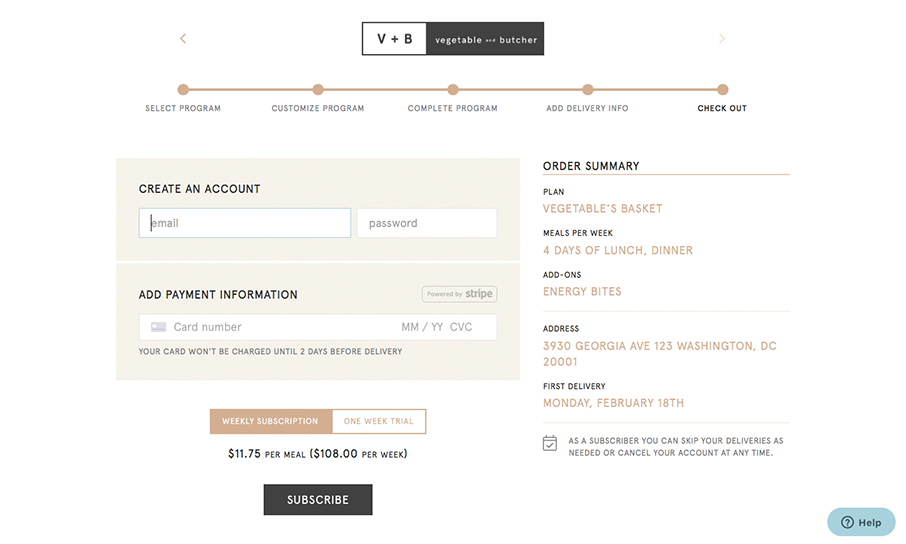 V + B vegetable and butcher
SELECT PROGRAM CUSTOMIZE PROGRAM COMPLETE PROGRAM ADD DELIVERY INFO CHECK OUT
CREATE AN ACCOUNT
email password
ADD PAYMENT INFORMATION Powered by stripe
Card number MM / YY CVC
YOUR CARD WON'T BE CHARGED UNTIL 2 DAYS BEFORE DELIVERY
WEEKLY SUBSCRIPTION ONE WEEK TRIAL
$11.75 PER MEAL ($108.00 PER WEEK)
SUBSCRIBE
ORDER SUMMARY
PLAN
VEGETABLE'S BASKET
MEALS PER WEEK
4 DAYS OF LUNCH, DINNER
ADD-ONS
ENERGY BITES
ADDRESS
3930 GEORGIA AVE 123 WASHINGTON, DC
20001
FIRST DELIVERY
MONDAY, FEBRUARY 18TH
AS A SUBSCRIBER YOU CAN SKIP YOUR DELIVERIES AS
NEEDED OR CANCEL YOUR ACCOUNT AT ANY TIME.
Help